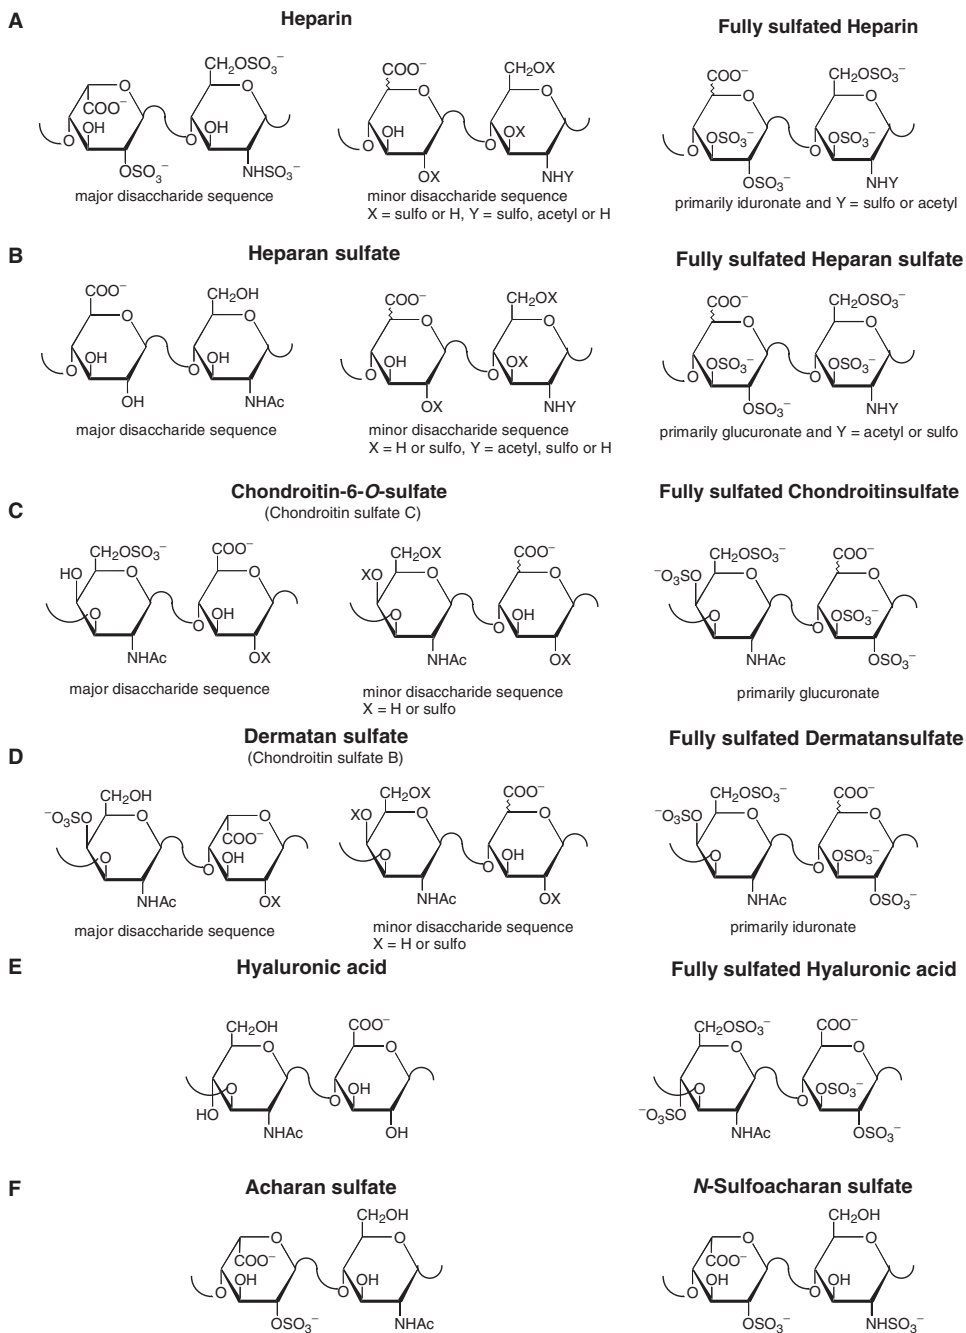 A
Heparin
Fully sulfated Heparin
CH₂OSO₃⁻
O
COO⁻
OH
O
OSO₃⁻
O
OH
O
NHSO₃⁻
major disaccharide sequence
COO⁻
O
OH
O
OX
CH₂OX
O
OX
O
NHY
minor disaccharide sequence
X = sulfo or H, Y = sulfo, acetyl or H
COO⁻
O
OSO₃⁻
O
OSO₃⁻
CH₂OSO₃⁻
O
OSO₃⁻
O
NHY
primarily iduronate and Y = sulfo or acetyl
B
Heparan sulfate
Fully sulfated Heparan sulfate
COO⁻
O
OH
O
OH
CH₂OH
O
OH
O
NHAc
major disaccharide sequence
COO⁻
O
OH
O
OX
CH₂OX
O
OX
O
NHY
minor disaccharide sequence
X = H or sulfo, Y = acetyl, sulfo or H
COO⁻
O
OSO₃⁻
O
OSO₃⁻
CH₂OSO₃⁻
O
OSO₃⁻
O
NHY
primarily glucuronate and Y = acetyl or sulfo
C
Chondroitin-6-O-sulfate
(Chondroitin sulfate C)
Fully sulfated Chondroitinsulfate
CH₂OSO₃⁻
HO
O
O
NHAc
COO⁻
O
OH
O
OX
major disaccharide sequence
CH₂OX
XO
O
O
NHAc
COO⁻
O
OH
O
OX
minor disaccharide sequence
X = H or sulfo
CH₂OSO₃⁻
⁻O₃SO
O
O
NHAc
COO⁻
O
OSO₃⁻
O
OSO₃⁻
primarily glucuronate
D
Dermatan sulfate
(Chondroitin sulfate B)
Fully sulfated Dermatansulfate
CH₂OH
⁻O₃SO
O
O
NHAc
O
COO⁻
OH
O
OX
major disaccharide sequence
CH₂OX
XO
O
O
NHAc
COO⁻
O
OH
O
OX
minor disaccharide sequence
X = H or sulfo
CH₂OSO₃⁻
⁻O₃SO
O
O
NHAc
COO⁻
O
OSO₃⁻
O
OSO₃⁻
primarily iduronate
E
Hyaluronic acid
Fully sulfated Hyaluronic acid
CH₂OH
O
O
HO
NHAc
COO⁻
O
OH
O
OH
CH₂OSO₃⁻
O
O
⁻O₃SO
NHAc
COO⁻
O
OSO₃⁻
O
OSO₃⁻
F
Acharan sulfate
N-Sulfoacharan sulfate
O
COO⁻
OH
O
OSO₃⁻
CH₂OH
O
OH
O
NHAc
O
COO⁻
OH
O
OSO₃⁻
CH₂OH
O
OH
O
NHSO₃⁻